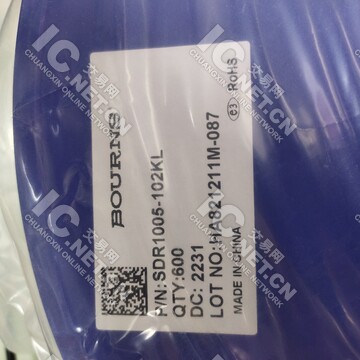 BOURNS
P/N: SDR1005-102KL
QTY:600
DC: 2231
LOT NO:HA821211M-087
MADE IN CHINA
e3 RoHS
IC交易网
IC.NET.CN
CHUANGXIN ONLINE NETWORK